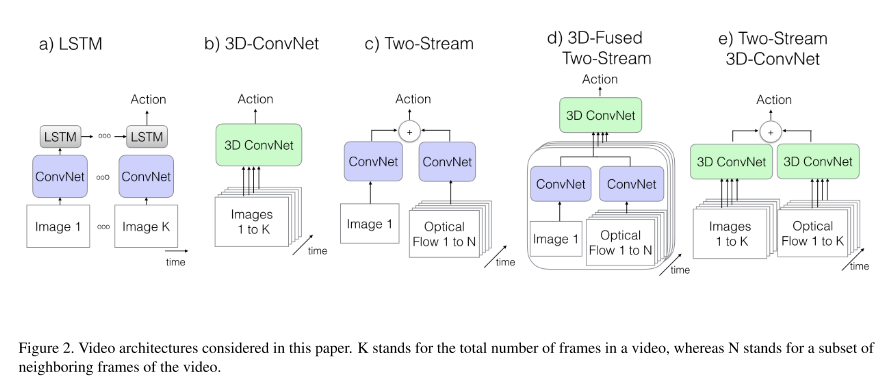 a) LSTM
Action
LSTM
ooo
LSTM
ConvNet
ooo
ConvNet
Image 1
ooo
Image K
time
b) 3D-ConvNet
Action
3D ConvNet
Images
1 to K
time
c) Two-Stream
Action
+
ConvNet
ConvNet
Image 1
Optical
Flow 1 to N
time
d) 3D-Fused
Two-Stream
Action
3D ConvNet
ConvNet
ConvNet
Image 1
Optical
Flow 1 to N
time
e) Two-Stream
3D-ConvNet
Action
+
3D ConvNet
3D ConvNet
Images
1 to K
Optical
Flow 1 to K
time
Figure 2. Video architectures considered in this paper. K stands for the total number of frames in a video, whereas N stands for a subset of
neighboring frames of the video.